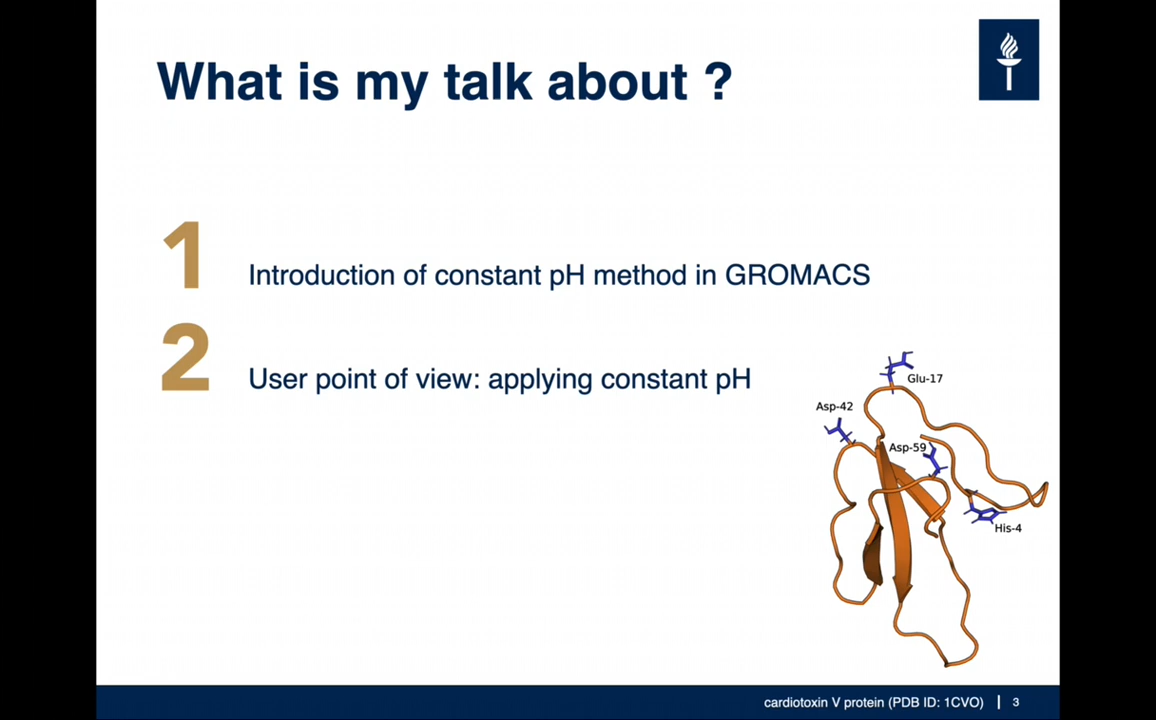 What is my talk about ?
1
Introduction of constant pH method in GROMACS
2
User point of view: applying constant pH
Glu-17
Asp-42
Asp-59
His-4
cardiotoxin V protein (PDB ID: 1CVO) | 3